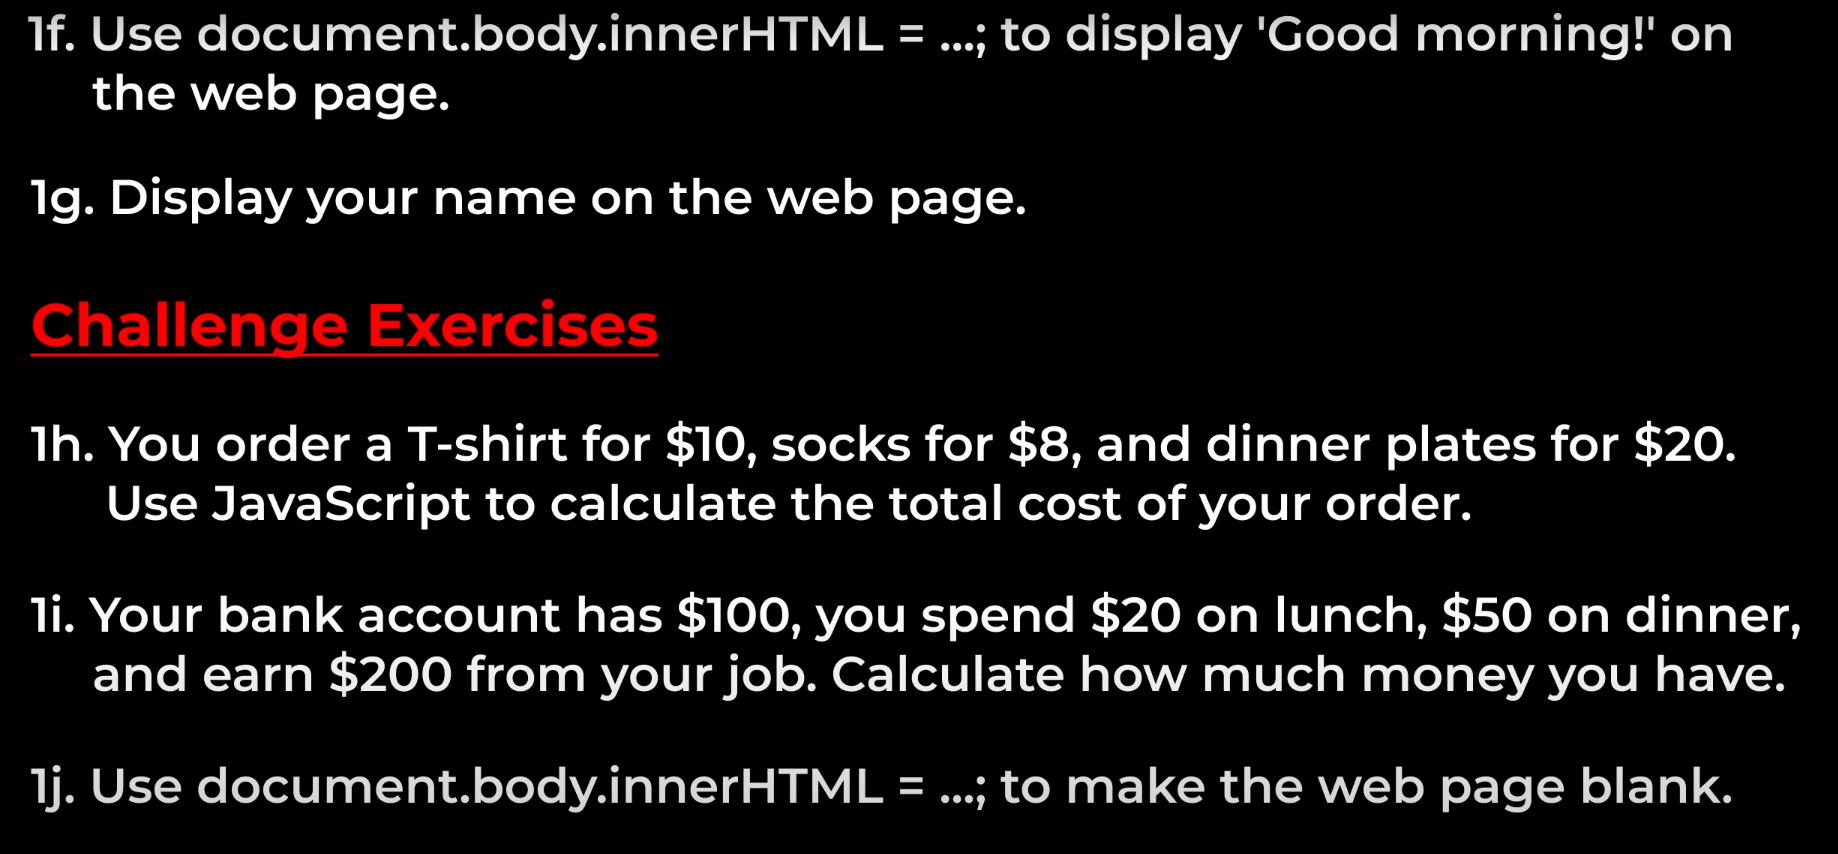 1f. Use document.body.innerHTML = ...; to display 'Good morning!' on
the web page.
1g. Display your name on the web page.
Challenge Exercises
1h. You order a T-shirt for $10, socks for $8, and dinner plates for $20.
Use JavaScript to calculate the total cost of your order.
1i. Your bank account has $100, you spend $20 on lunch, $50 on dinner,
and earn $200 from your job. Calculate how much money you have.
1j. Use document.body.innerHTML = ...; to make the web page blank.